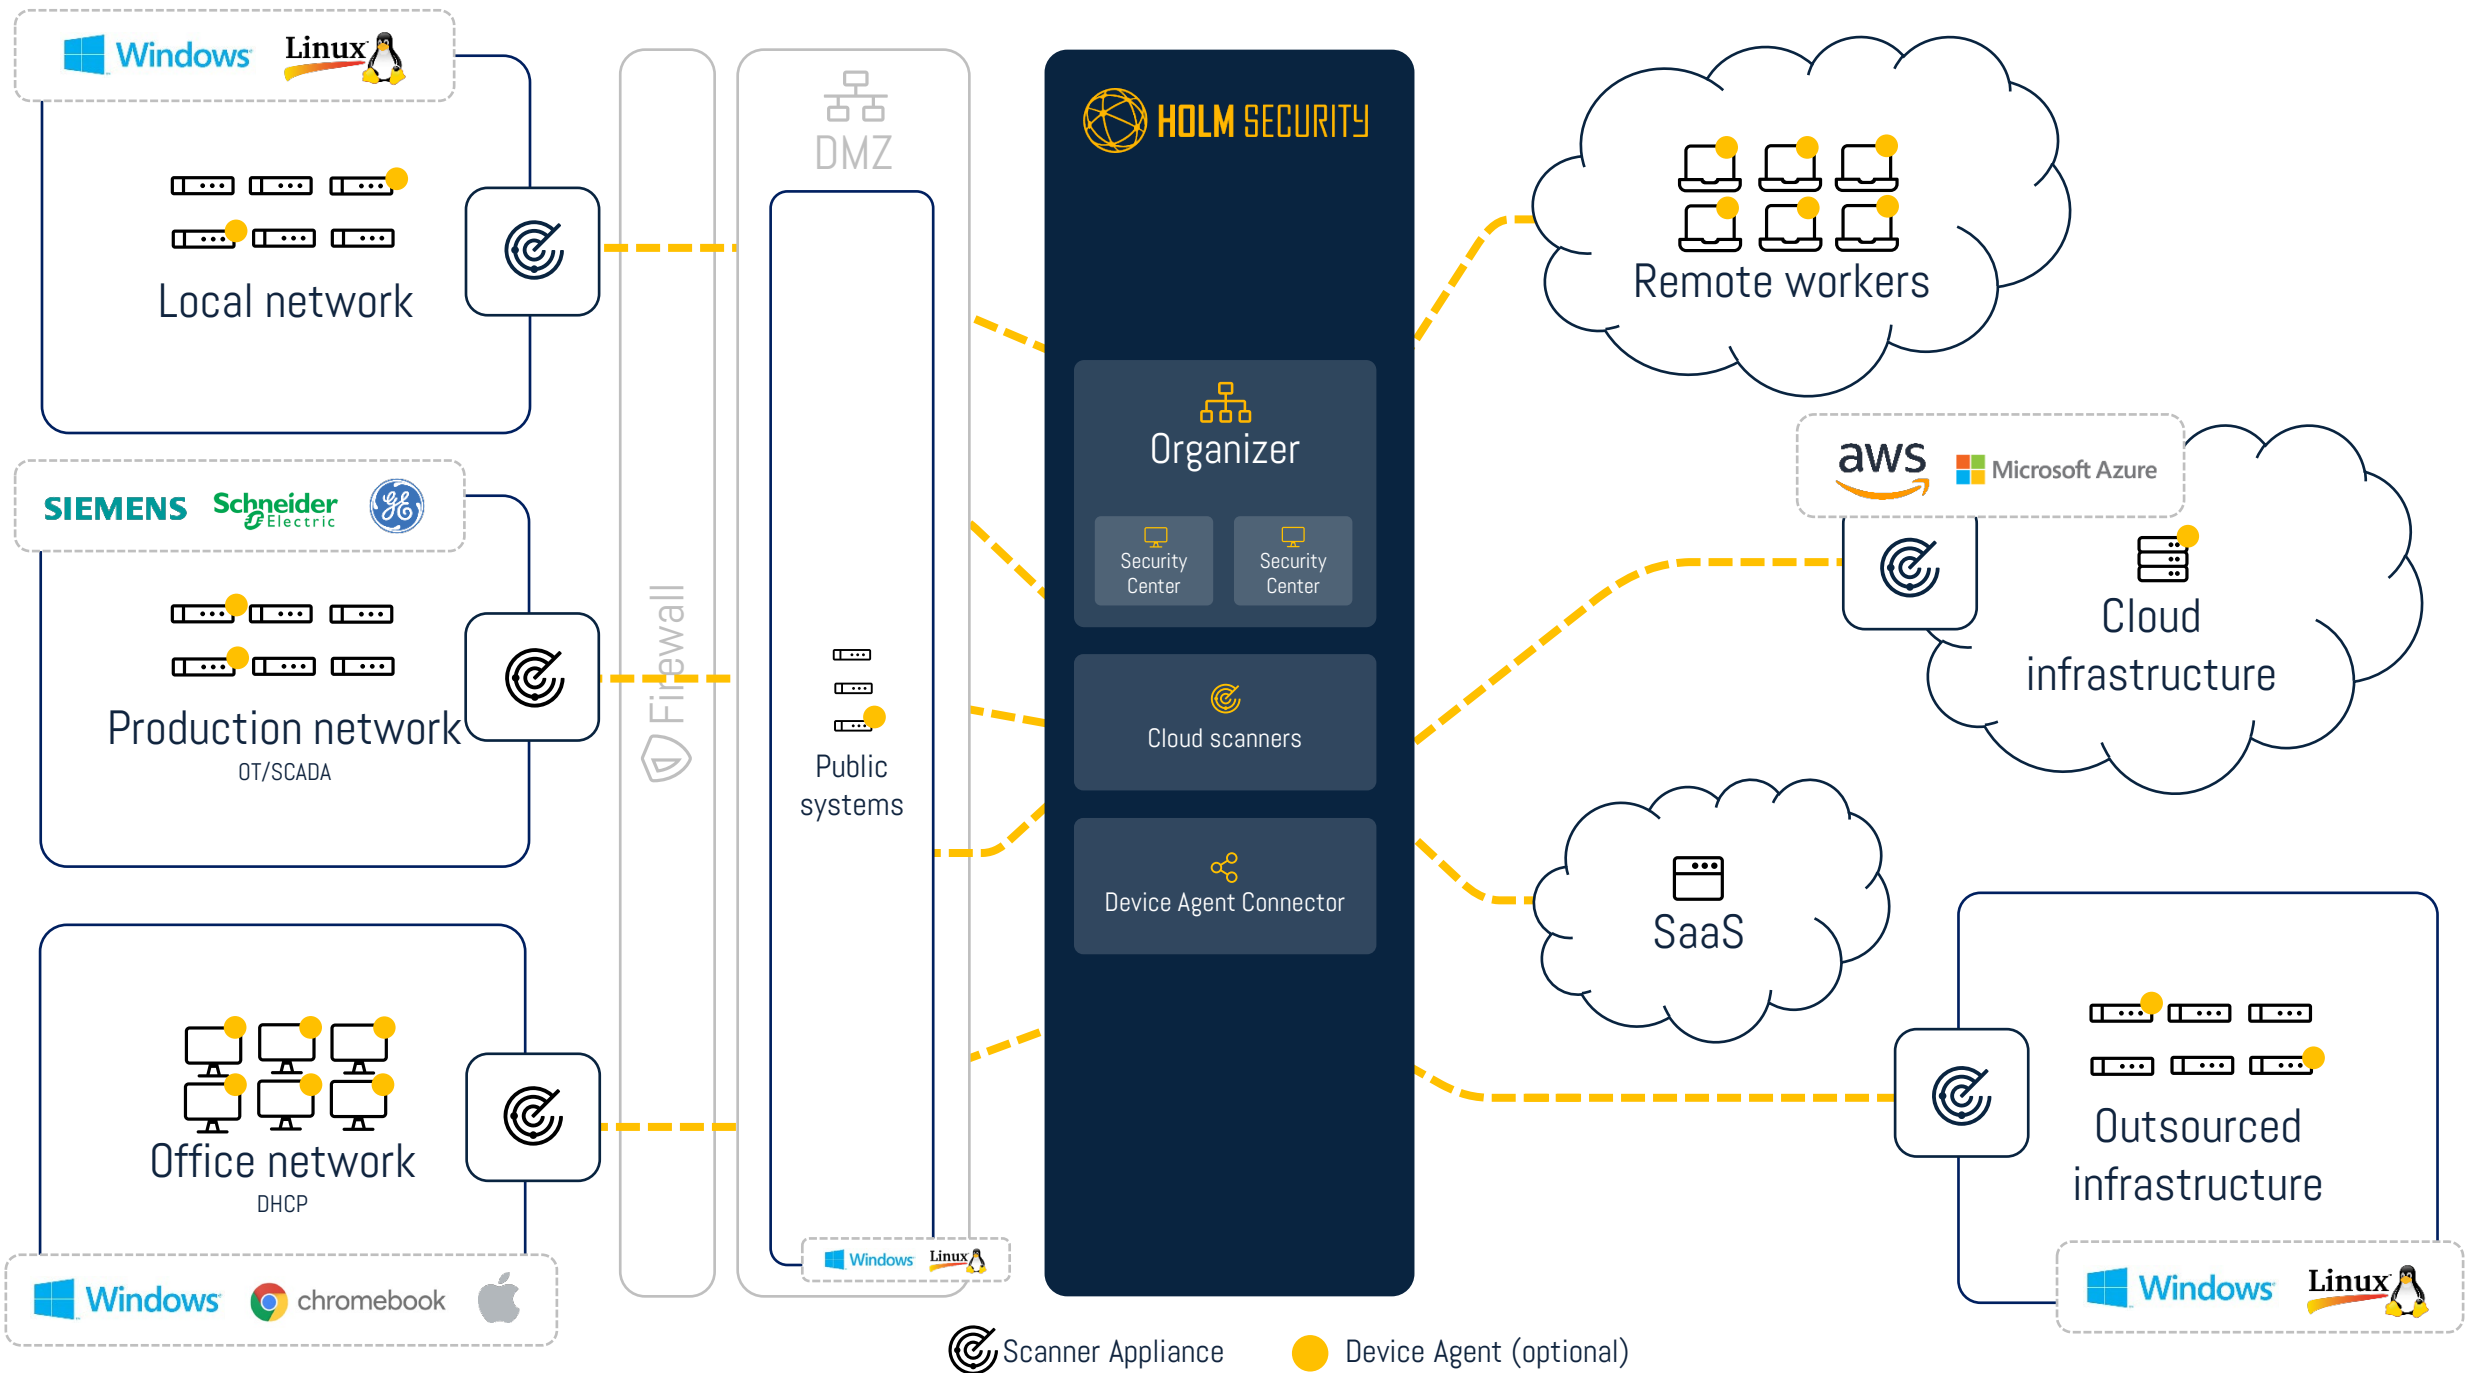 Windows
Linux
Local network
SIEMENS
Schneider
Electric
GE
Production network
OT/SCADA
Office network
DHCP
Windows
chromebook
Firewall
DMZ
Public
systems
Windows
Linux
HOLM SECURITY
Organizer
Security
Center
Security
Center
Cloud scanners
Device Agent Connector
Remote workers
aws
Microsoft Azure
Cloud
infrastructure
SaaS
Outsourced
infrastructure
Windows
Linux
Scanner Appliance
Device Agent (optional)